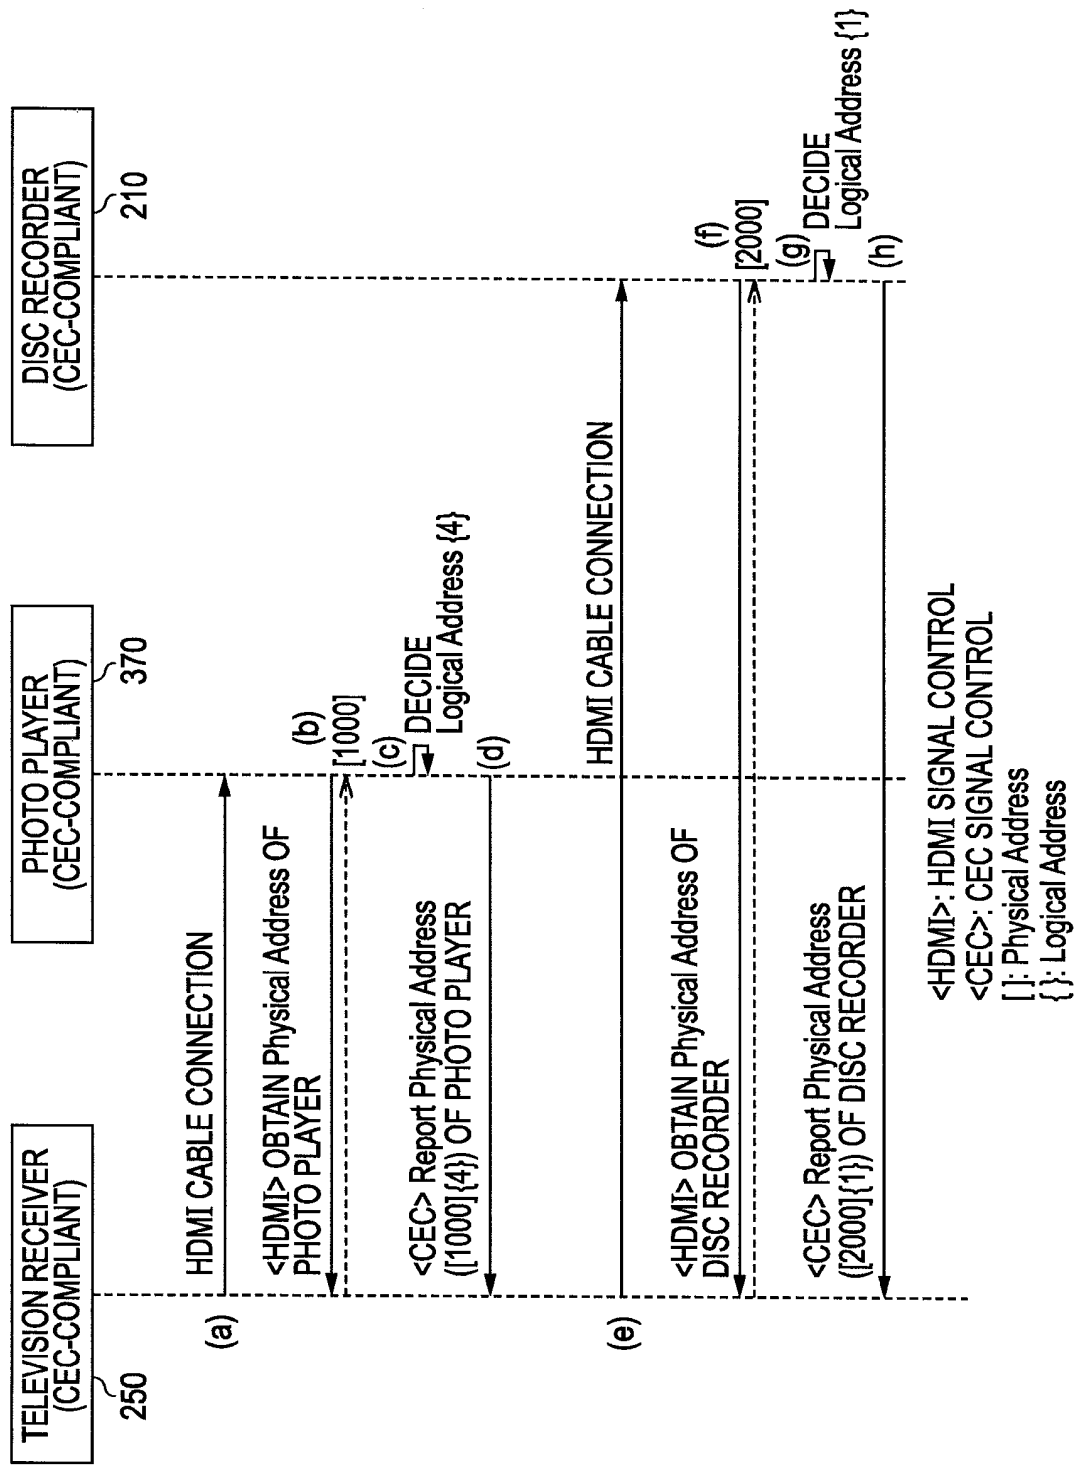 TELEVISION RECEIVER
(CEC-COMPLIANT)
250
PHOTO PLAYER
(CEC-COMPLIANT)
370
DISC RECORDER
(CEC-COMPLIANT)
210
(a)
HDMI CABLE CONNECTION
<HDMI> OBTAIN Physical Address OF
PHOTO PLAYER
(b)
[1000]
(c)
DECIDE
Logical Address {4}
<CEC> Report Physical Address
([1000]{4}) OF PHOTO PLAYER
(d)
(e)
HDMI CABLE CONNECTION
<HDMI> OBTAIN Physical Address OF
DISC RECORDER
(f)
[2000]
(g)
DECIDE
Logical Address {1}
<CEC> Report Physical Address
([2000]{1}) OF DISC RECORDER
(h)
<HDMI>: HDMI SIGNAL CONTROL
<CEC>: CEC SIGNAL CONTROL
[ ]: Physical Address
{ }: Logical Address